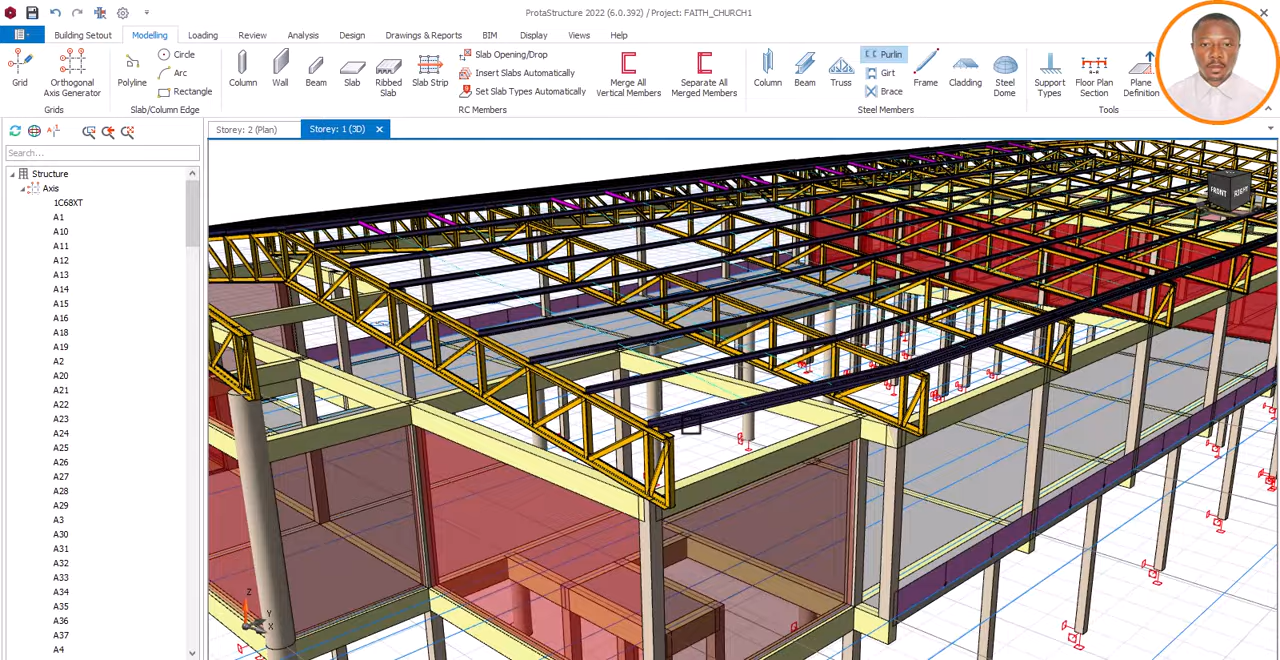 ProtaStructure 2022 (6.0.392) / Project: FAITH_CHURCH1
Building Setout Modelling Loading Review Analysis Design Drawings & Reports BIM Display Views Help
Grid
Orthogonal Axis Generator
Grids
Polyline
Circle
Arc
Rectangle
Slab/Column Edge
Column
Wall
Beam
Slab
Ribbed Slab
Slab Strip
Slab Opening/Drop
Insert Slabs Automatically
Set Slab Types Automatically
Merge All Vertical Members
Separate All Merged Members
RC Members
Column
Beam
Truss
Purlin
Girt
Brace
Frame
Cladding
Steel Dome
Steel Members
Support Types
Floor Plan Section
Plane Definition
Tools
Storey: 2 (Plan)
Storey: 1 (3D)
Search...
Structure
Axis
1C68XT
A1
A10
A11
A12
A13
A14
A15
A16
A18
A19
A2
A20
A21
A22
A23
A24
A25
A26
A27
A28
A29
A3
A30
A31
A32
A33
A34
A35
A36
A37
A4
FRONT
RIGHT
Z
Y
X